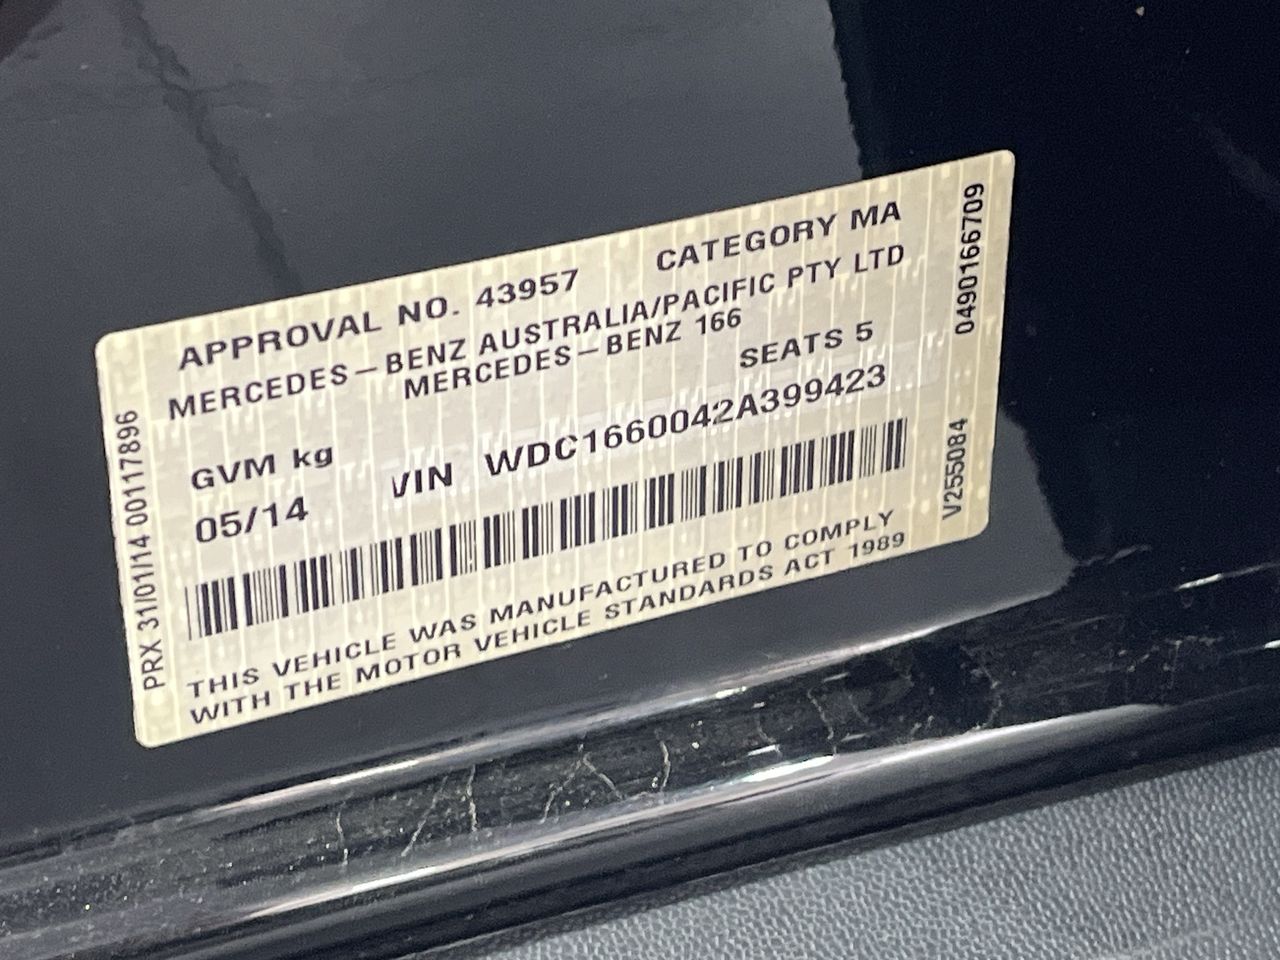 APPROVAL NO. 43957 CATEGORY MA
MERCEDES-BENZ AUSTRALIA/PACIFIC PTY LTD
MERCEDES-BENZ 166
SEATS 5
GVM kg
VIN WDC1660042A399423
05/14
THIS VEHICLE WAS MANUFACTURED TO COMPLY
WITH THE MOTOR VEHICLE STANDARDS ACT 1989
PRX 31/01/14 00117896
V255084 0490166709